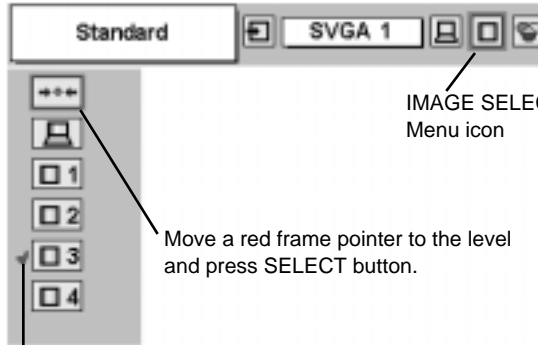 Standard SVGA 1
IMAGE SELEC
Menu icon
1
2
Move a red frame pointer to the level
and press SELECT button.
3
4